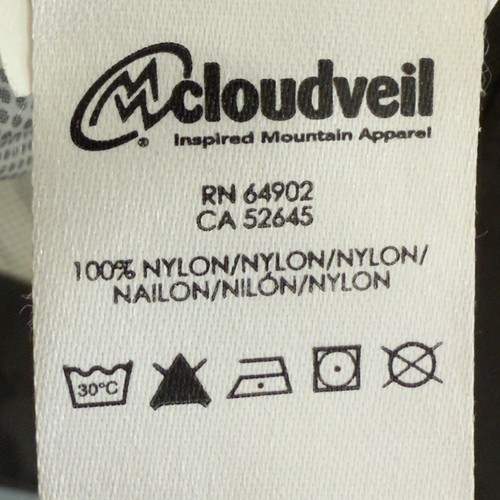 cloudveil
®
Inspired Mountain Apparel
RN 64902
CA 52645
100% NYLON/NYLON/NYLON/
NAILON/NILÓN/NYLON
30°C